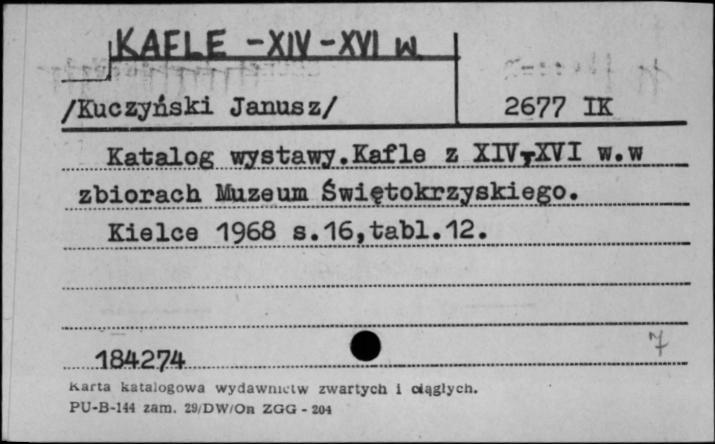 KAFLE - XIV - XVI w.
/Kuczyński Janusz/ 2677 IK
Katalog wystawy.Kafle z XIV-XVI w.w
zbiorach Muzeum Świętokrzyskiego.
Kielce 1968 s.16,tabl.12.
7
184274
Karta katalogowa wydawnictw zwartych i ciągłych.
PU-B-144 zam. 29/DW/On ZGG - 204